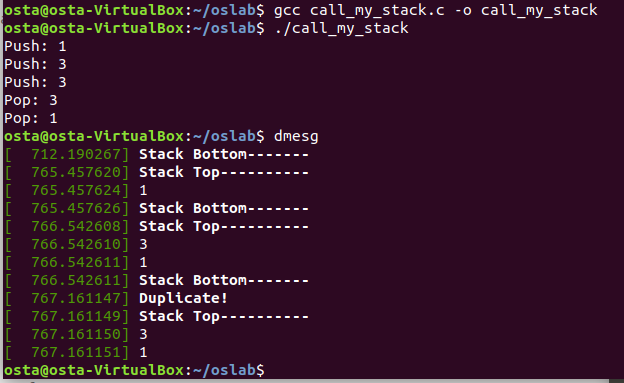 osta@osta-VirtualBox:~/oslab$ gcc call_my_stack.c -o call_my_stack
osta@osta-VirtualBox:~/oslab$ ./call_my_stack
Push: 1
Push: 3
Push: 3
Pop: 3
Pop: 1
osta@osta-VirtualBox:~/oslab$ dmesg
[  712.190267] Stack Bottom-------
[  765.457620] Stack Top----------
[  765.457624] 1
[  765.457626] Stack Bottom-------
[  766.542608] Stack Top----------
[  766.542610] 3
[  766.542611] 1
[  766.542611] Stack Bottom-------
[  767.161147] Duplicate!
[  767.161149] Stack Top----------
[  767.161150] 3
[  767.161151] 1
osta@osta-VirtualBox:~/oslab$